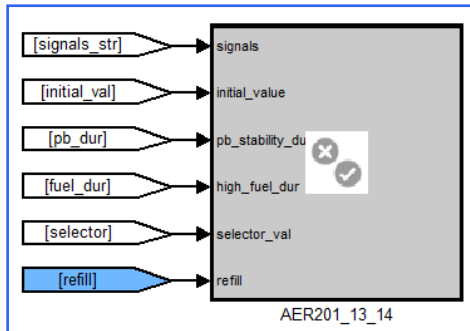 [signals_str] signals
[initial_val] initial_value
[pb_dur] pb_stability_du
[fuel_dur] high_fuel_dur
[selector] selector_val
[refill] refill
AER201_13_14